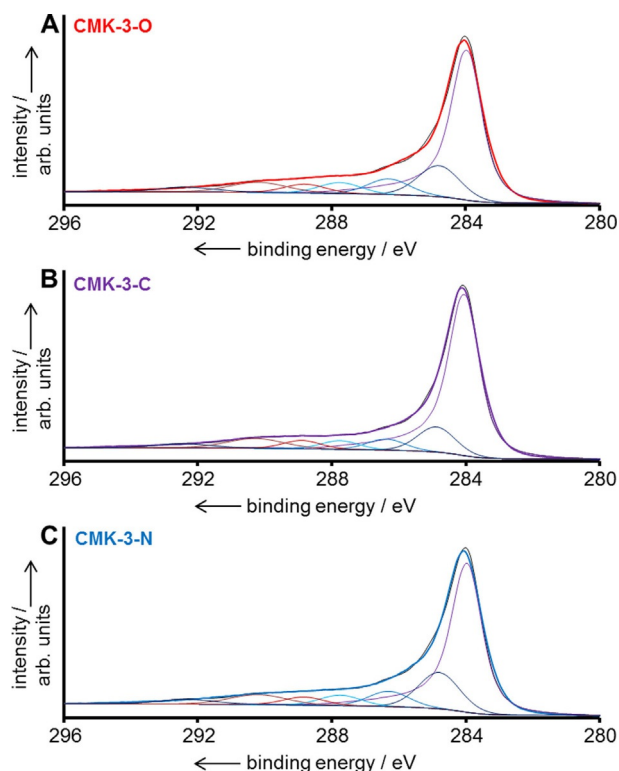 A CMK-3-O
intensity /
arb. units
296 292 288 284 280
binding energy / eV
B CMK-3-C
intensity /
arb. units
296 292 288 284 280
binding energy / eV
C CMK-3-N
intensity /
arb. units
296 292 288 284 280
binding energy / eV